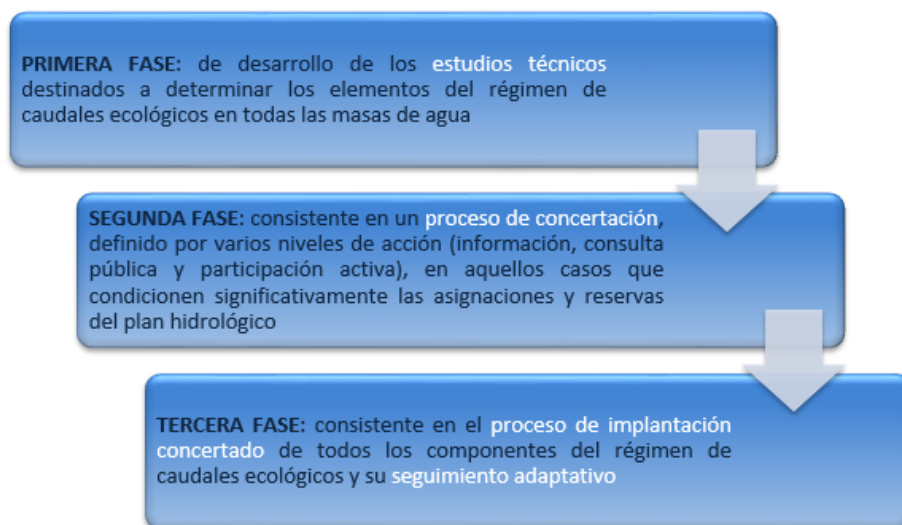 PRIMERA FASE: de desarrollo de los estudios técnicos
destinados a determinar los elementos del régimen de
caudales ecológicos en todas las masas de agua
SEGUNDA FASE: consistente en un proceso de concertación,
definido por varios niveles de acción (información, consulta
pública y participación activa), en aquellos casos que
condicionen significativamente las asignaciones y reservas
del plan hidrológico
TERCERA FASE: consistente en el proceso de implantación
concertado de todos los componentes del régimen de
caudales ecológicos y su seguimiento adaptativo